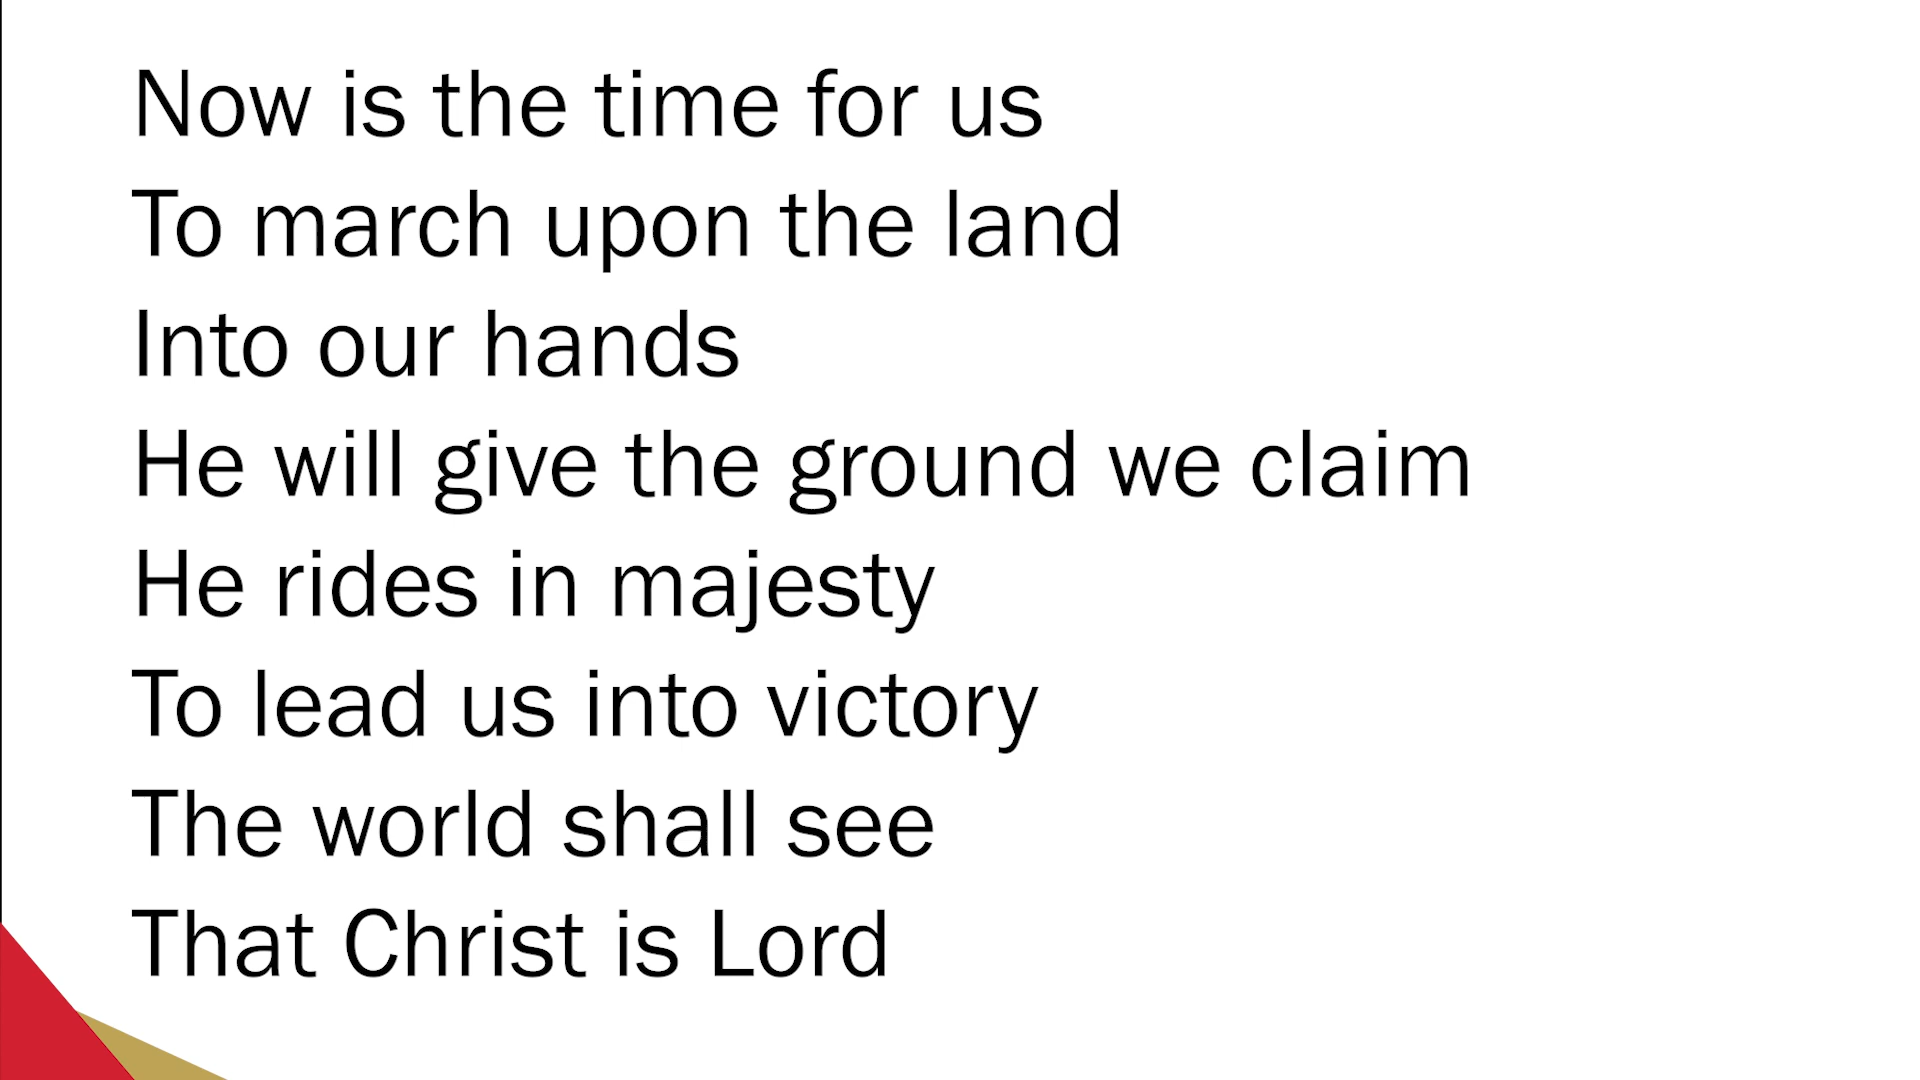 Now is the time for us
To march upon the land
Into our hands
He will give the ground we claim
He rides in majesty
To lead us into victory
The world shall see
That Christ is Lord